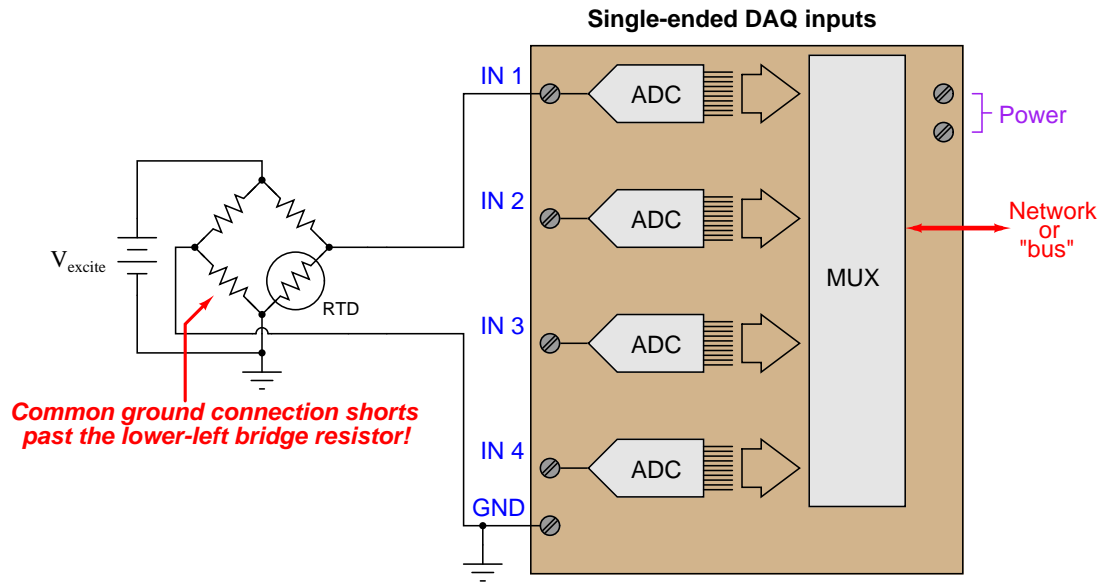 Single-ended DAQ inputs
IN 1
ADC
Power
IN 2
ADC
Network
or
"bus"
MUX
V excite
RTD
IN 3
ADC
Common ground connection shorts
past the lower-left bridge resistor!
IN 4
ADC
GND